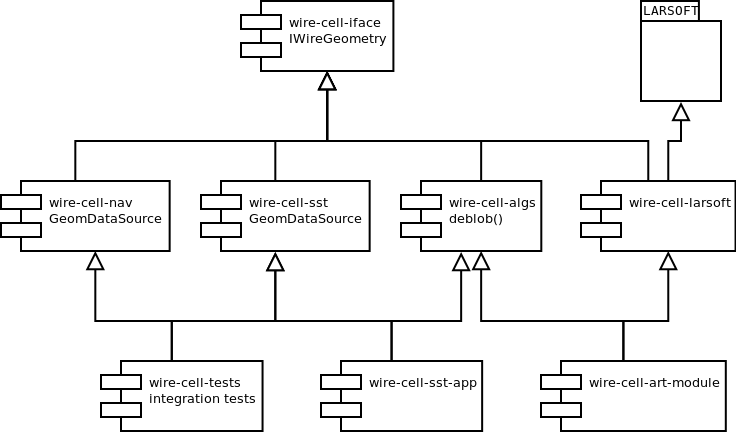 wire-cell-iface
IWireGeometry
LARSOFT
wire-cell-nav
GeomDataSource
wire-cell-sst
GeomDataSource
wire-cell-algs
deblob()
wire-cell-larsoft
wire-cell-tests
integration tests
wire-cell-sst-app
wire-cell-art-module